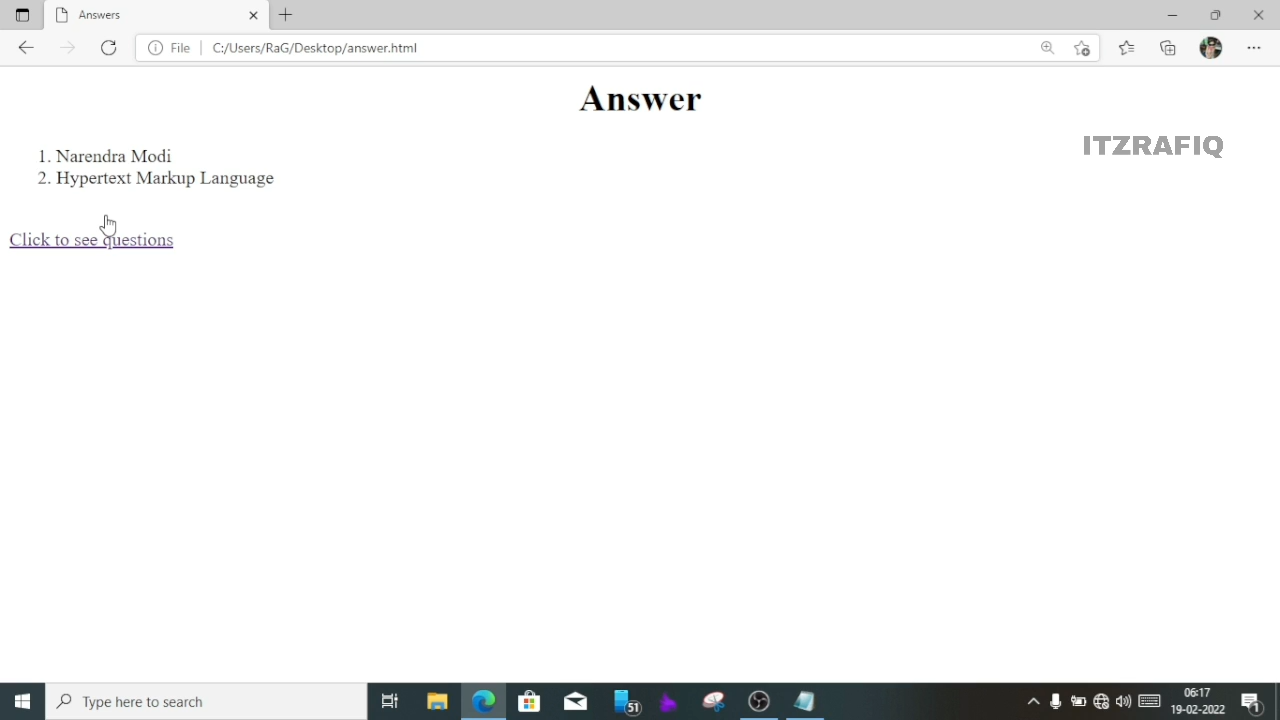 Answers
File
C:/Users/RaG/Desktop/answer.html
Answer
ITZRAFIQ
1. Narendra Modi
2. Hypertext Markup Language
Click to see questions
Type here to search
51
06:17
19-02-2022
1